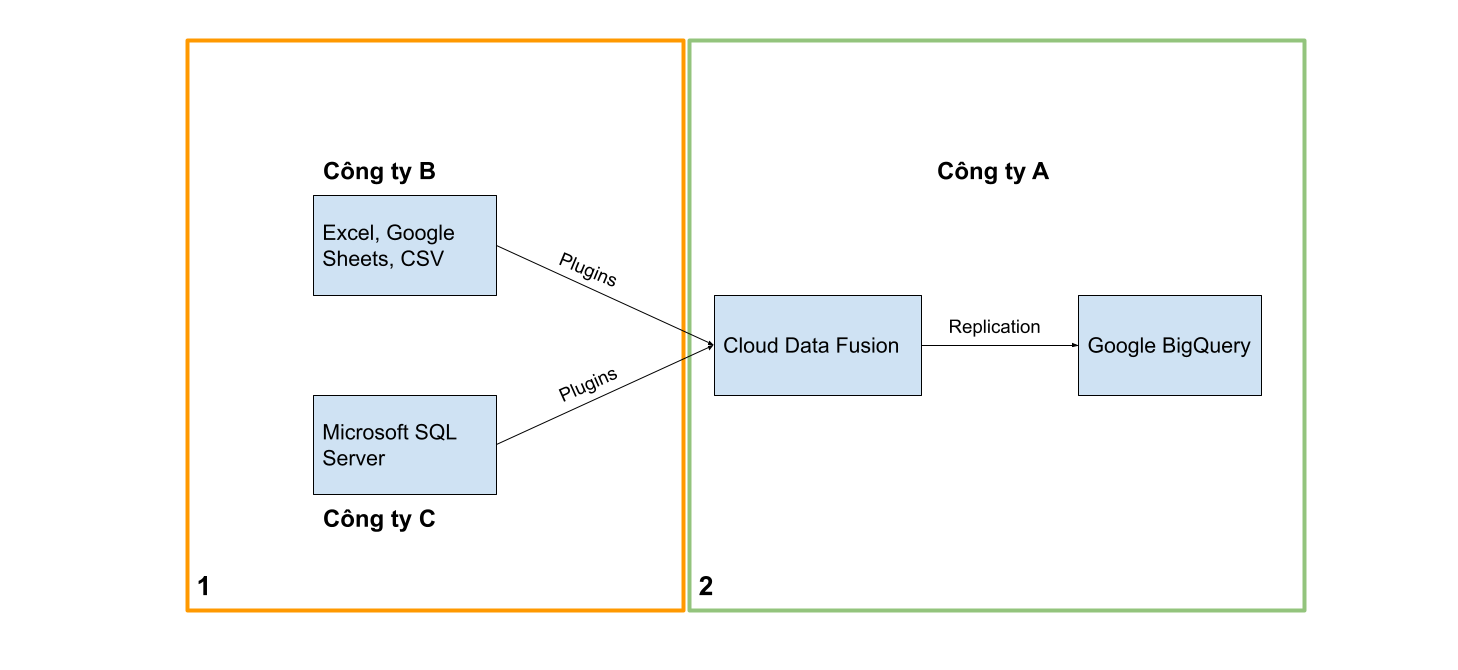 Công ty B
Excel, Google
Sheets, CSV
Plugins
Microsoft SQL
Server
Plugins
Công ty C
1
Công ty A
Cloud Data Fusion
Replication
Google BigQuery
2